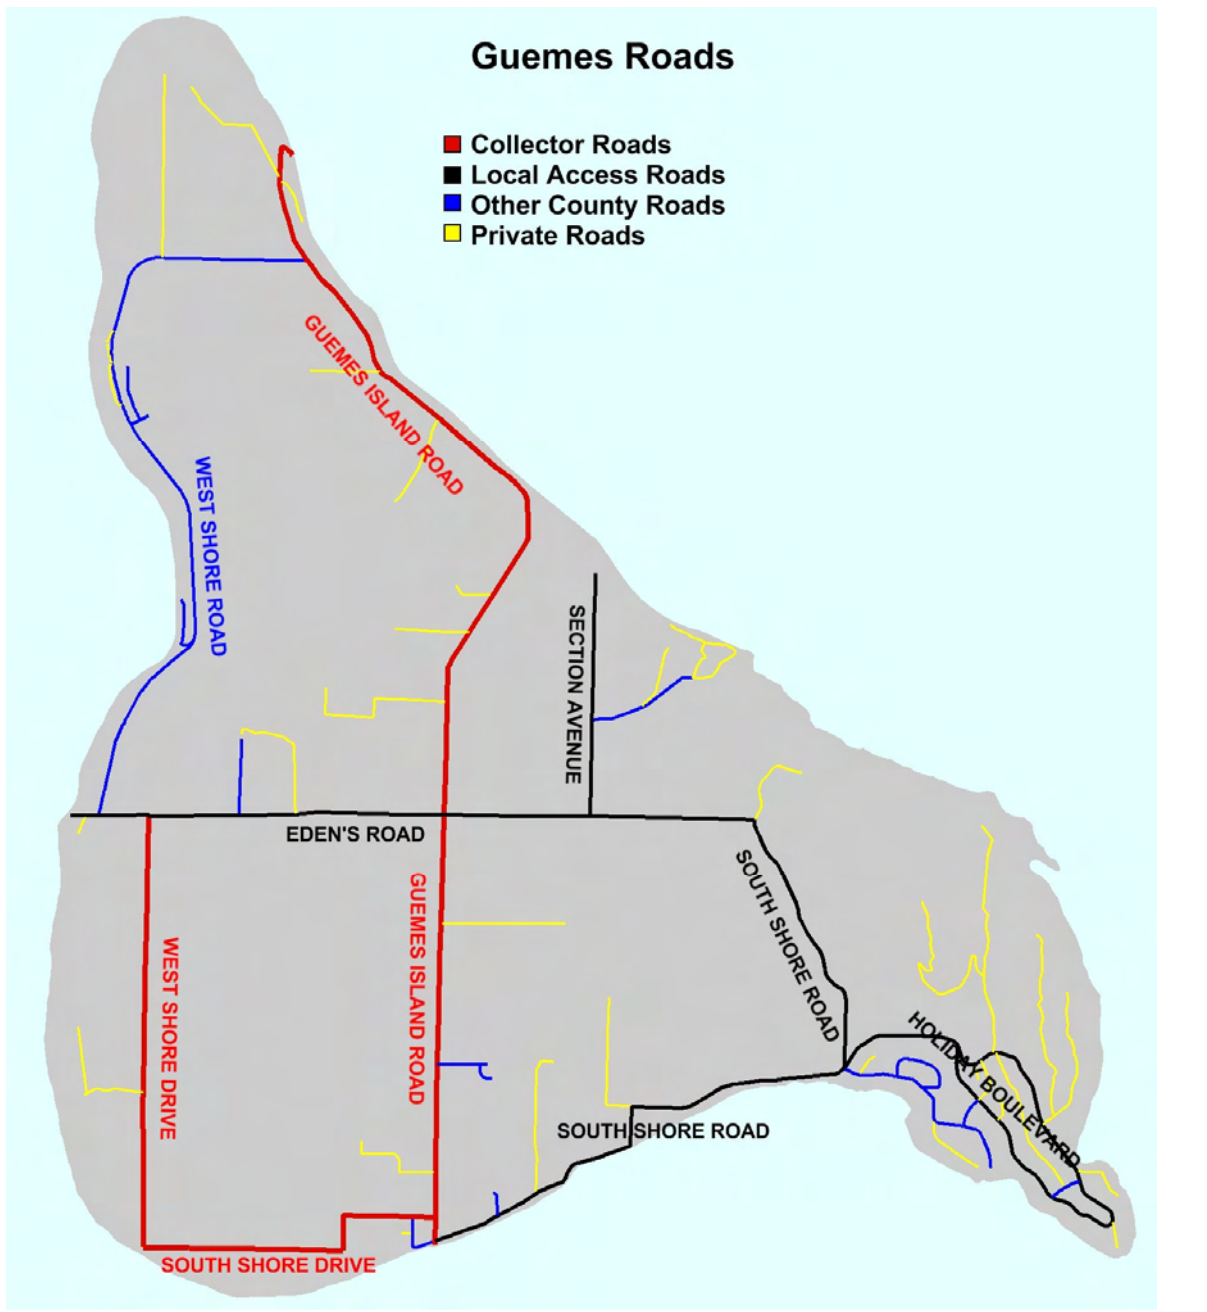 Guemes Roads
Collector Roads
Local Access Roads
Other County Roads
Private Roads
GUEMES ISLAND ROAD
WEST SHORE ROAD
SECTION AVENUE
EDEN'S ROAD
SOUTH SHORE ROAD
GUEMES ISLAND ROAD
WEST SHORE DRIVE
HOLIDAY BOULEVARD
SOUTH SHORE ROAD
SOUTH SHORE DRIVE